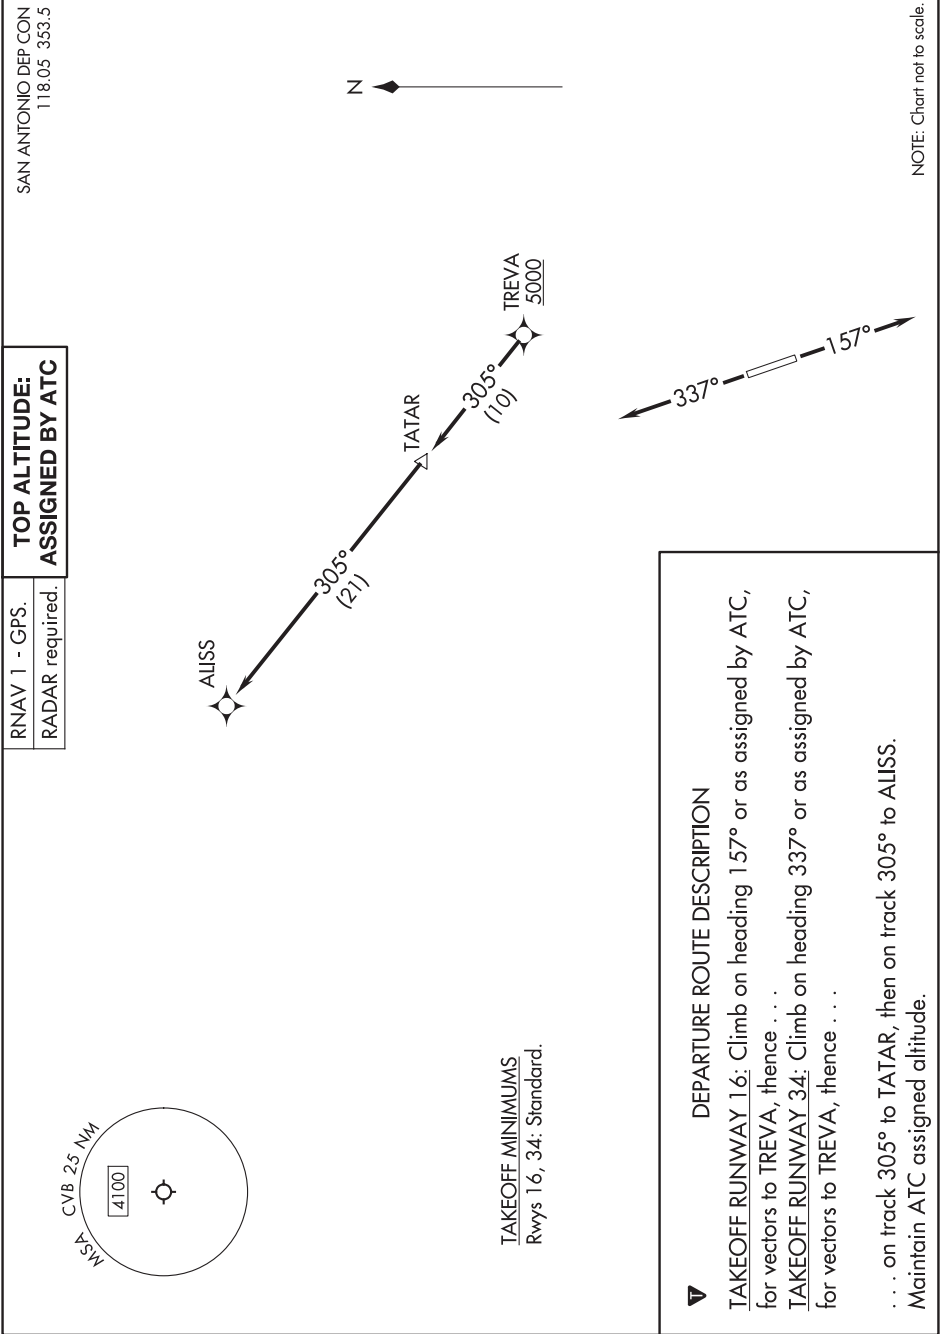 RNAV 1 - GPS.
RADAR required.
TOP ALTITUDE:
ASSIGNED BY ATC
SAN ANTONIO DEP CON
118.05 353.5
MSA CVB 25 NM
4100
N
ALISS
305°
(21)
TATAR
305°
(10)
TREVA
5000
337°
157°
TAKEOFF MINIMUMS
Rwys 16, 34: Standard.
NOTE: Chart not to scale.
T
DEPARTURE ROUTE DESCRIPTION
TAKEOFF RUNWAY 16: Climb on heading 157° or as assigned by ATC,
for vectors to TREVA, thence . . .
TAKEOFF RUNWAY 34: Climb on heading 337° or as assigned by ATC,
for vectors to TREVA, thence . . .
. . . on track 305° to TATAR, then on track 305° to ALISS.
Maintain ATC assigned altitude.